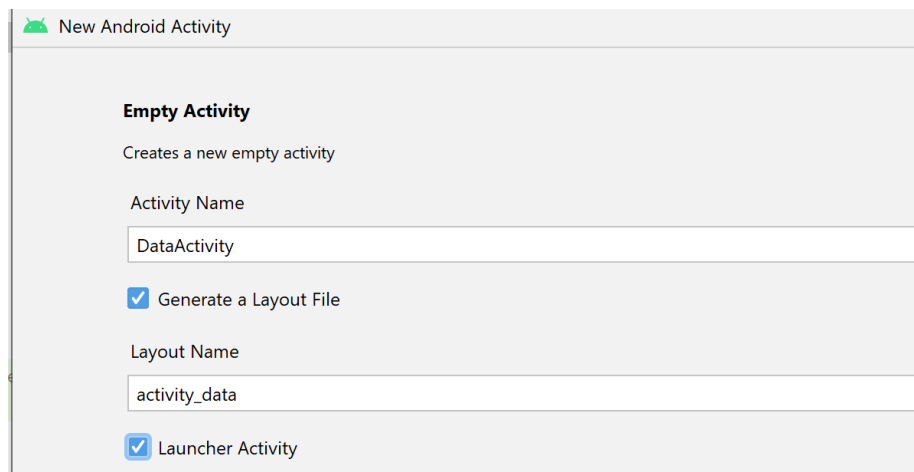 New Android Activity
Empty Activity
Creates a new empty activity
Activity Name
DataActivity
Generate a Layout File
Layout Name
activity_data
Launcher Activity